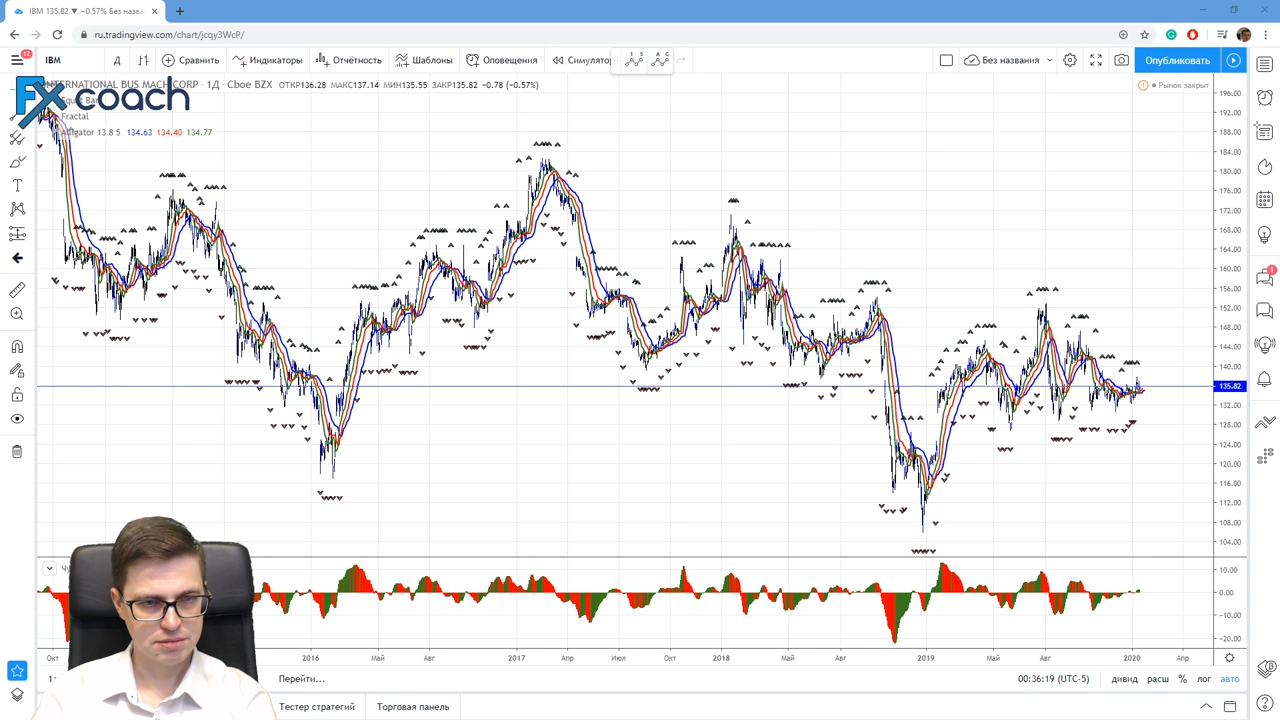 IBM 135.82 ▼ −0.57% Без назва
ru.tradingview.com/chart/jcqy3WcP/
12
IBM
Д
Сравнить
Индикаторы
Отчётность
Шаблоны
Оповещения
Симулятор
1 5
A C
Без названия
Опубликовать
FX coach
INTERNATIONAL BUS MACH CORP · 1Д · Cboe BZX ОТКР136.28 МАКС137.14 МИН135.55 ЗАКР135.82 −0.78 (−0.57%)
Рынок закрыт
Fractal
Alligator 13 8 5 134.63 134.40 134.77
196.00
192.00
188.00
184.00
180.00
176.00
172.00
168.00
164.00
160.00
156.00
152.00
148.00
144.00
140.00
135.82
132.00
128.00
124.00
120.00
116.00
112.00
108.00
104.00
1
10.00
0.00
−10.00
−20.00
Окт 2016 Май Авг 2017 Апр Июл Окт 2018 Май Авг 2019 Май Авг 2020 Апр
Перейти...
00:36:19 (UTC-5)
дивид
расш
%
лог
авто
Тестер стратегий
Торговая панель